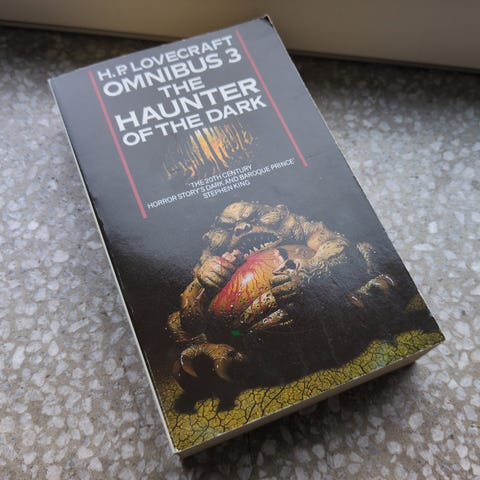 H.P. LOVECRAFT
OMNIBUS 3
THE
HAUNTER
OF THE DARK
'THE 20TH CENTURY
HORROR STORY'S DARK AND BAROQUE PRINCE'
STEPHEN KING